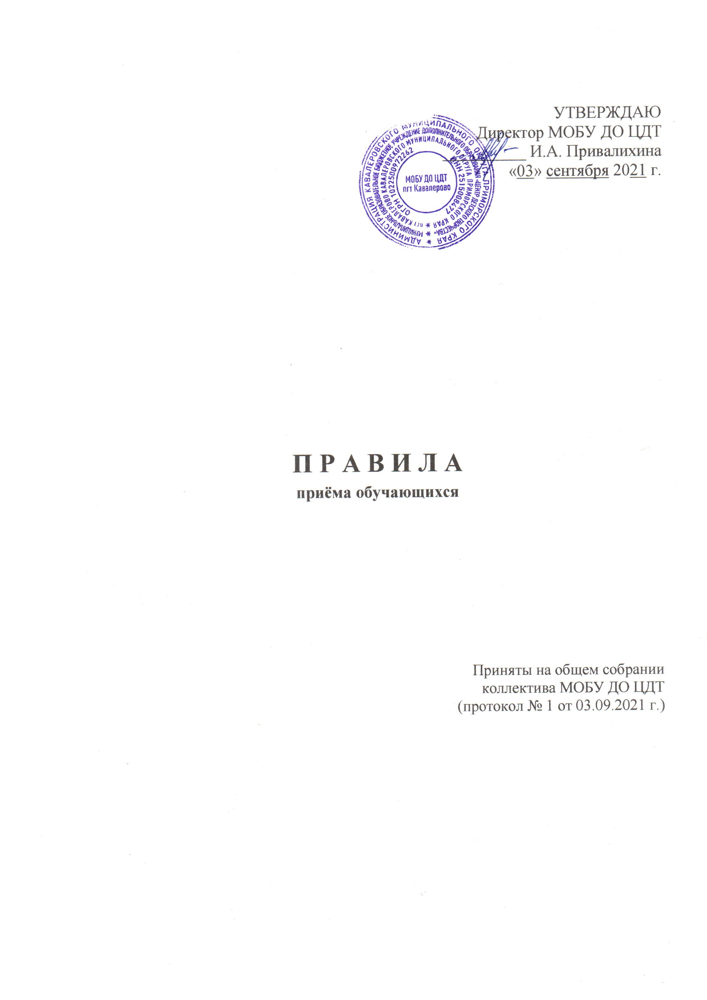 УТВЕРЖДАЮ
Директор МОБУ ДО ЦДТ
____________ И.А. Привалихина
«03» сентября 2021 г.
АДМИНИСТРАЦИЯ КАВАЛЕРОВСКОГО МУНИЦИПАЛЬНОГО ОКРУГА ПРИМОРСКОГО КРАЯ *
МУНИЦИПАЛЬНОЕ ОБРАЗОВАТЕЛЬНОЕ БЮДЖЕТНОЕ УЧРЕЖДЕНИЕ ДОПОЛНИТЕЛЬНОГО ОБРАЗОВАНИЯ «ЦЕНТР ДЕТСКОГО ТВОРЧЕСТВА» *
пгт КАВАЛЕРОВО КАВАЛЕРОВСКОГО МУНИЦИПАЛЬНОГО ОКРУГА ПРИМОРСКОГО КРАЯ *
ОГРН 1022500972262
ИНН 2515008477
МОБУ ДО ЦДТ
пгт Кавалерово
П Р А В И Л А
приёма обучающихся
Приняты на общем собрании
коллектива МОБУ ДО ЦДТ
(протокол № 1 от 03.09.2021 г.)